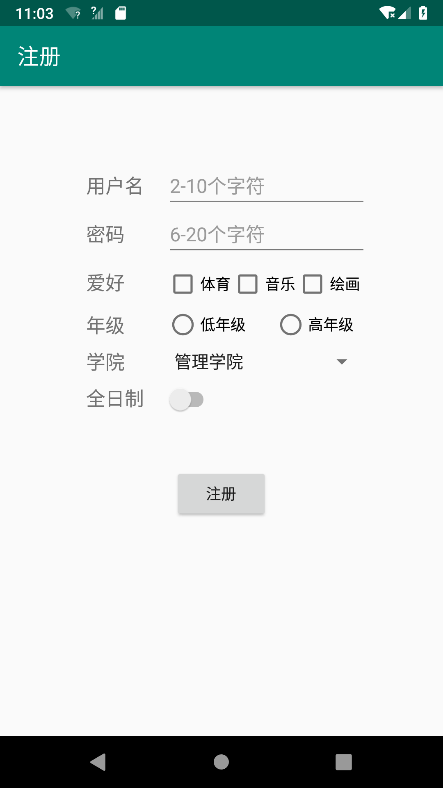 11:03
注册
用户名 2-10个字符
密码 6-20个字符
爱好 体育 音乐 绘画
年级 低年级 高年级
学院 管理学院
全日制
注册